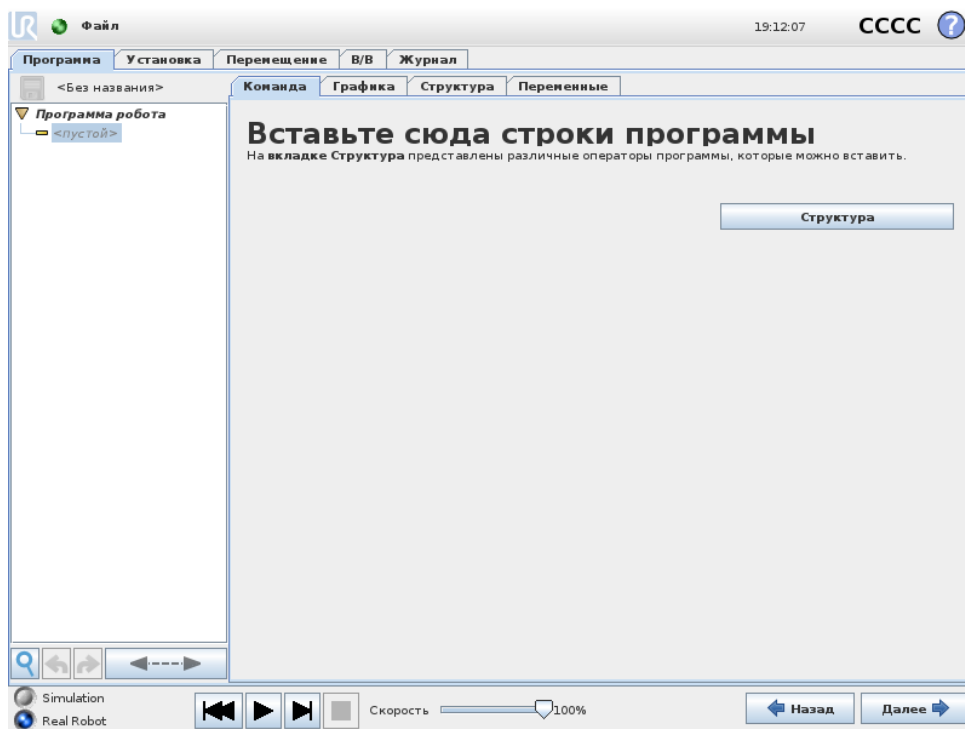 UR Файл 19:12:07 CCCC ?
Программа Установка Перемещение В/В Журнал
<Без названия> Команда Графика Структура Переменные
Программа робота
<пустой>
Вставьте сюда строки программы
На вкладке Структура представлены различные операторы программы, которые можно вставить.
Структура
Simulation
Real Robot
Скорость 100% Назад Далее